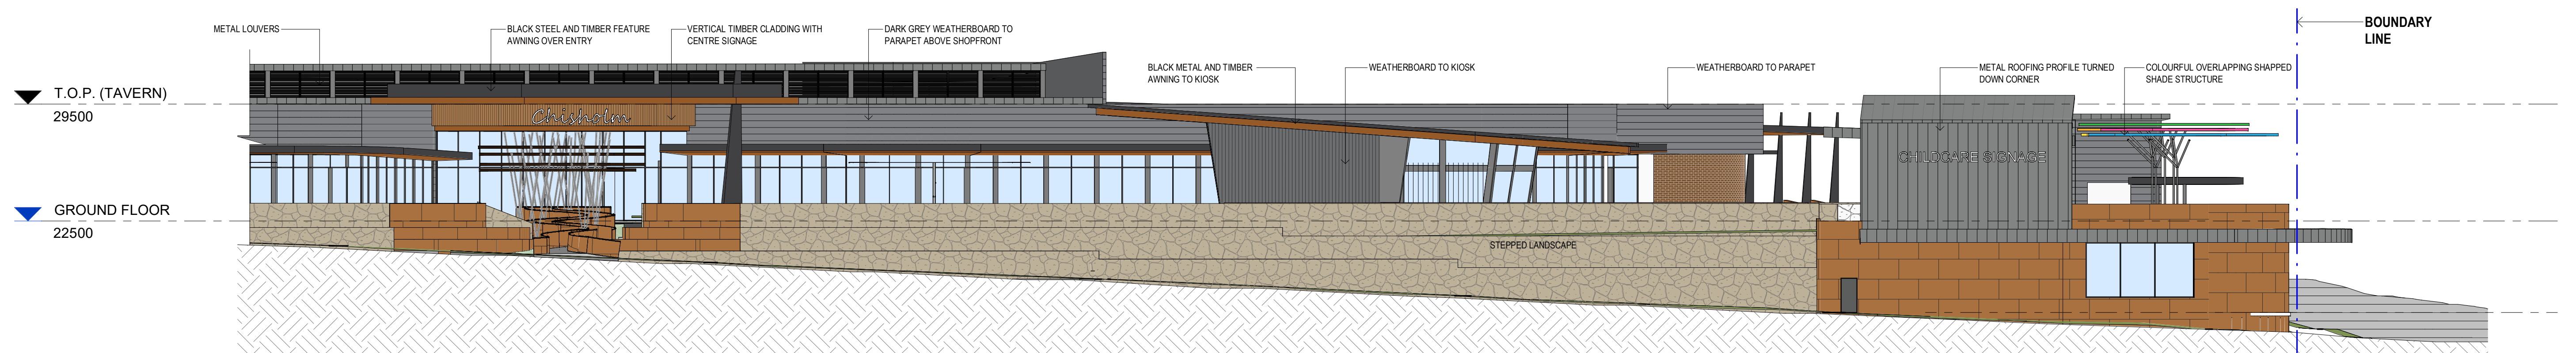 METAL LOUVERS
BLACK STEEL AND TIMBER FEATURE
AWNING OVER ENTRY
VERTICAL TIMBER CLADDING WITH
CENTRE SIGNAGE
DARK GREY WEATHERBOARD TO
PARAPET ABOVE SHOPFRONT
BLACK METAL AND TIMBER
AWNING TO KIOSK
WEATHERBOARD TO KIOSK
WEATHERBOARD TO PARAPET
METAL ROOFING PROFILE TURNED
DOWN CORNER
COLOURFUL OVERLAPPING SHAPPED
SHADE STRUCTURE
BOUNDARY
LINE
T.O.P. (TAVERN)
29500
Chisholm
CHILDCARE SIGNAGE
GROUND FLOOR
22500
STEPPED LANDSCAPE